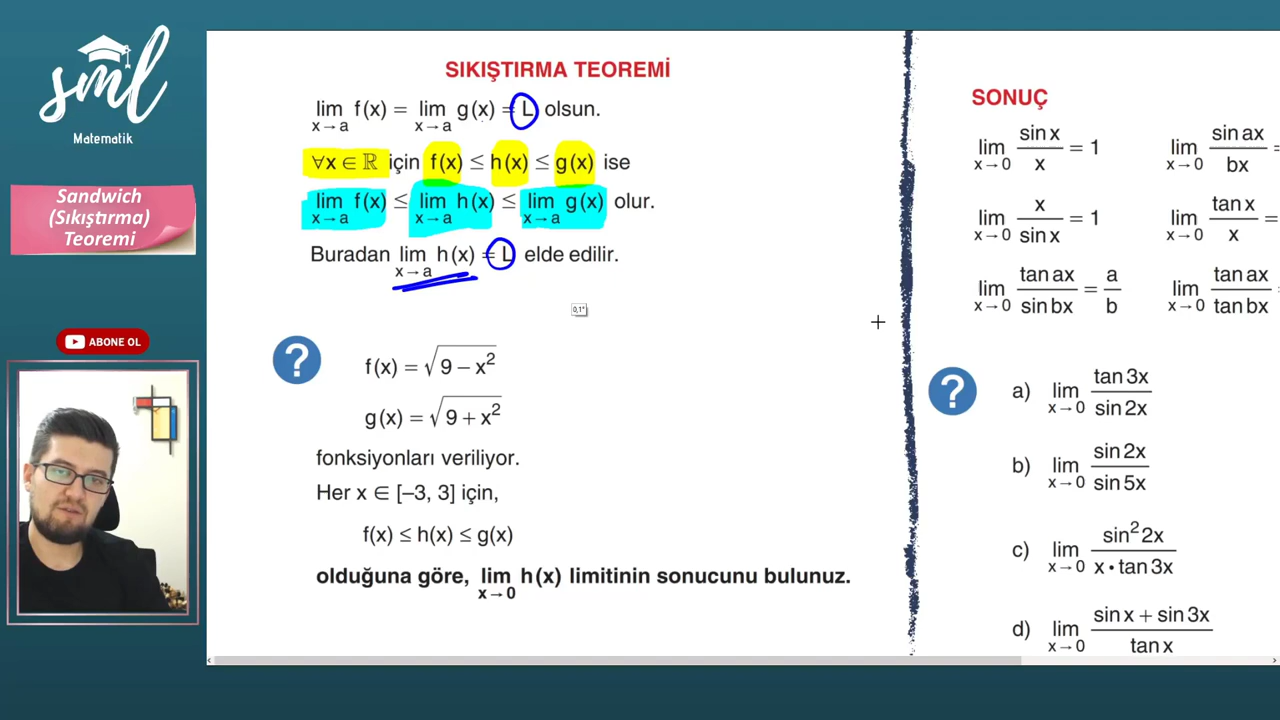 sml
Matematik
Sandwich
(Sıkıştırma)
Teoremi
ABONE OL
SIKIŞTIRMA TEOREMİ
lim f(x) = lim g(x) = L olsun.
x→a x→a
∀x ∈ ℝ için f(x) ≤ h(x) ≤ g(x) ise
lim f(x) ≤ lim h(x) ≤ lim g(x) olur.
x→a x→a x→a
Buradan lim h(x) = L elde edilir.
x→a
0,1°
?
f(x) = √(9 – x²)
g(x) = √(9 + x²)
fonksiyonları veriliyor.
Her x ∈ [–3, 3] için,
f(x) ≤ h(x) ≤ g(x)
olduğuna göre, lim h(x) limitinin sonucunu bulunuz.
x→0
SONUÇ
lim sin x / x = 1
x→0
lim sin ax / bx =
x→0
lim x / sin x = 1
x→0
lim tan x / x =
x→0
lim tan ax / sin bx = a / b
x→0
lim tan ax / tan bx
x→0
?
a) lim tan 3x / sin 2x
x→0
b) lim sin 2x / sin 5x
x→0
c) lim sin² 2x / x • tan 3x
x→0
d) lim sin x + sin 3x / tan x
x→0